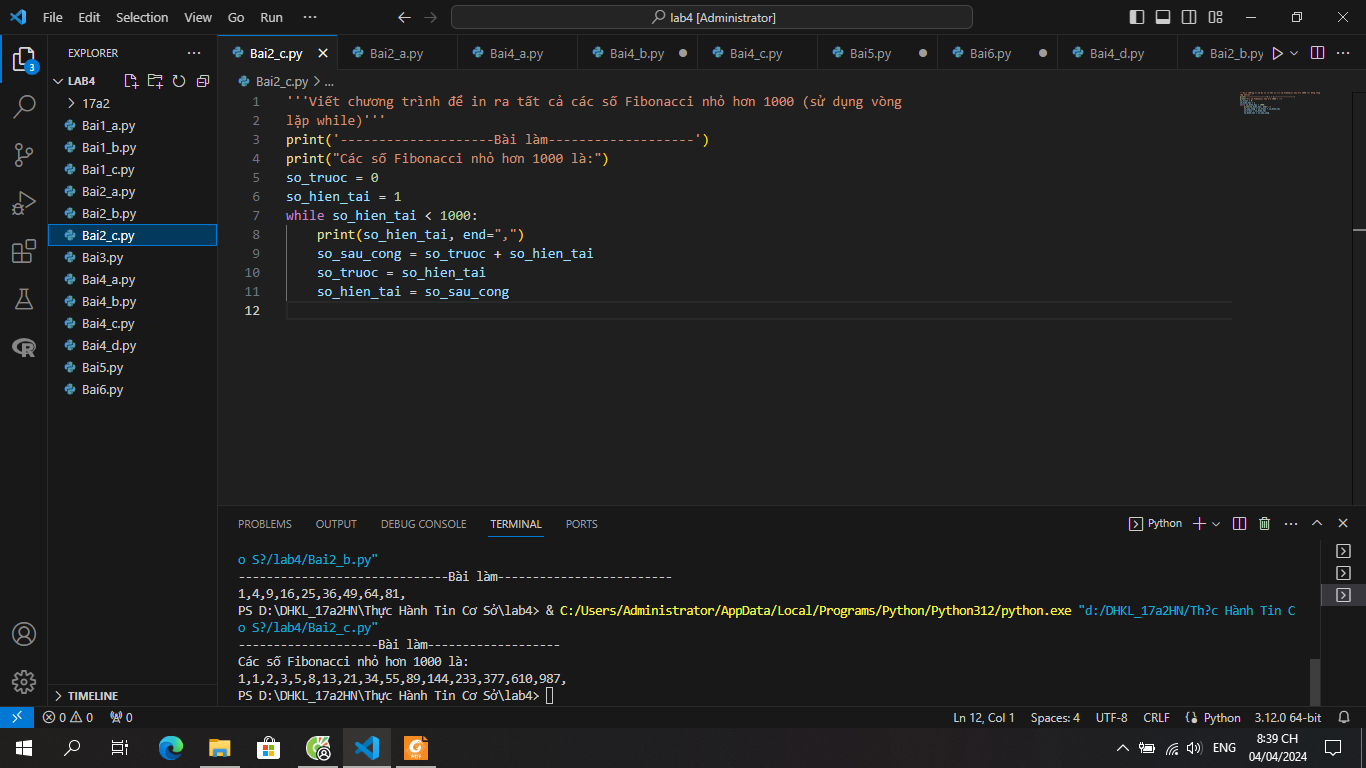 File Edit Selection View Go Run ··· lab4 [Administrator]
EXPLORER ···
3
LAB4
17a2
Bai1_a.py
Bai1_b.py
Bai1_c.py
Bai2_a.py
Bai2_b.py
Bai2_c.py
Bai3.py
Bai4_a.py
Bai4_b.py
Bai4_c.py
Bai4_d.py
Bai5.py
Bai6.py
TIMELINE
Bai2_c.py Bai2_a.py Bai4_a.py Bai4_b.py Bai4_c.py Bai5.py Bai6.py Bai4_d.py Bai2_b.py ···
Bai2_c.py > ...
1 '''Viết chương trình để in ra tất cả các số Fibonacci nhỏ hơn 1000 (sử dụng vòng
2 lặp while)'''
3 print('--------------------Bài làm-------------------')
4 print("Các số Fibonacci nhỏ hơn 1000 là:")
5 so_truoc = 0
6 so_hien_tai = 1
7 while so_hien_tai < 1000:
8     print(so_hien_tai, end=",")
9     so_sau_cong = so_truoc + so_hien_tai
10     so_truoc = so_hien_tai
11     so_hien_tai = so_sau_cong
12
PROBLEMS OUTPUT DEBUG CONSOLE TERMINAL PORTS Python ···
o S?/lab4/Bai2_b.py"
------------------------------Bài làm-------------------------
1,4,9,16,25,36,49,64,81,
PS D:\DHKL_17a2HN\Thực Hành Tin Cơ Sở\lab4> & C:/Users/Administrator/AppData/Local/Programs/Python/Python312/python.exe "d:/DHKL_17a2HN/Th?c Hành Tin C
o S?/lab4/Bai2_c.py"
--------------------Bài làm-------------------
Các số Fibonacci nhỏ hơn 1000 là:
1,1,2,3,5,8,13,21,34,55,89,144,233,377,610,987,
PS D:\DHKL_17a2HN\Thực Hành Tin Cơ Sở\lab4>
0 0 0 Ln 12, Col 1 Spaces: 4 UTF-8 CRLF Python 3.12.0 64-bit
PDF ENG 8:39 CH
04/04/2024